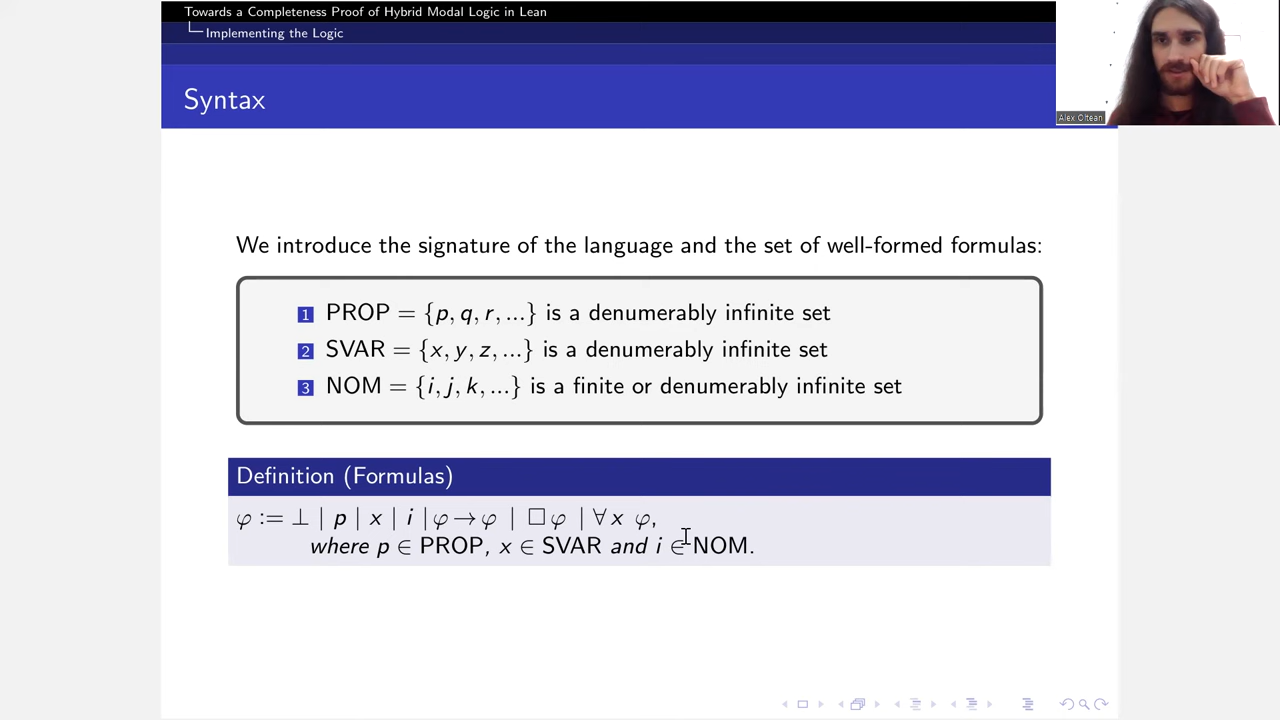 Towards a Completeness Proof of Hybrid Modal Logic in Lean
Implementing the Logic
Alex Oltean
Syntax
We introduce the signature of the language and the set of well-formed formulas:
1 PROP = {p, q, r, ...} is a denumerably infinite set
2 SVAR = {x, y, z, ...} is a denumerably infinite set
3 NOM = {i, j, k, ...} is a finite or denumerably infinite set
Definition (Formulas)
φ := ⊥ | p | x | i | φ → φ | □ φ | ∀ x φ,
where p ∈ PROP, x ∈ SVAR and i ∈ NOM.